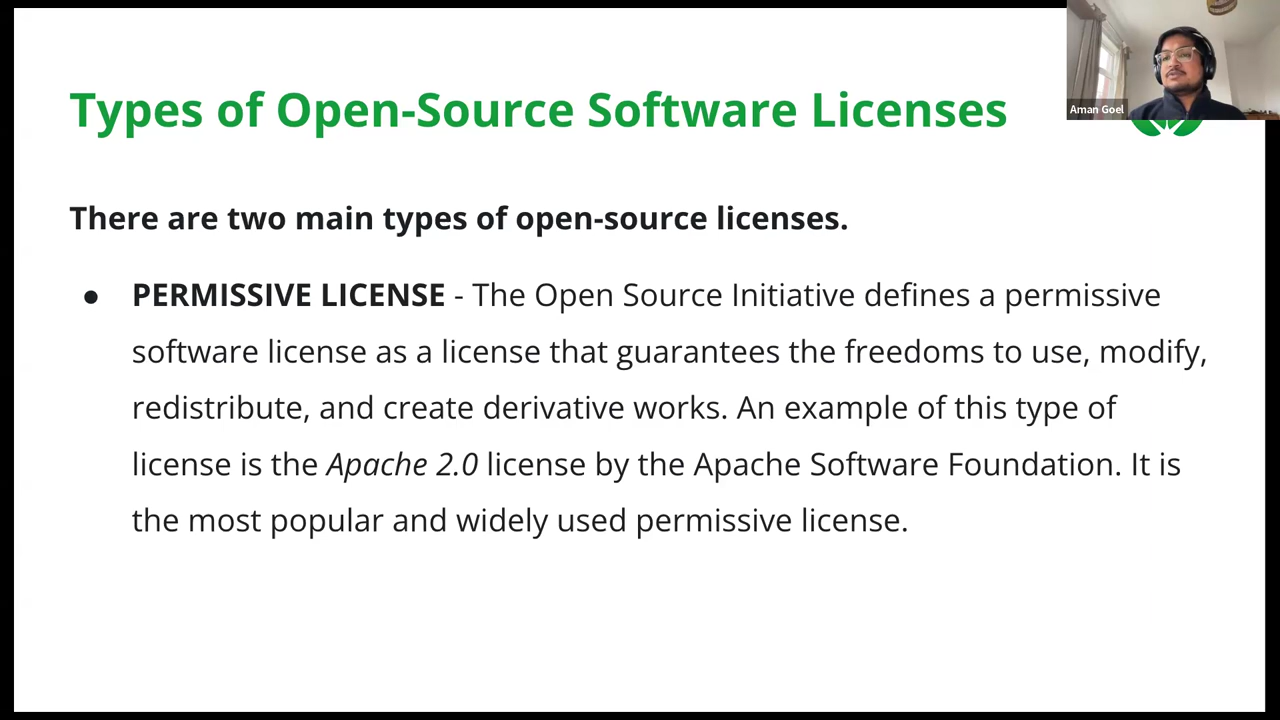 Types of Open-Source Software Licenses
Aman Goel
There are two main types of open-source licenses.
● PERMISSIVE LICENSE - The Open Source Initiative defines a permissive
software license as a license that guarantees the freedoms to use, modify,
redistribute, and create derivative works. An example of this type of
license is the Apache 2.0 license by the Apache Software Foundation. It is
the most popular and widely used permissive license.